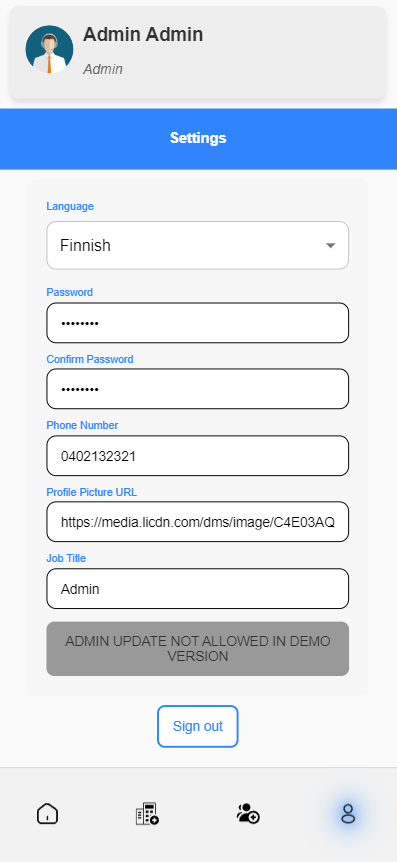 Admin Admin
Admin
Settings
Language
Finnish
Password
••••••••
Confirm Password
••••••••
Phone Number
0402132321
Profile Picture URL
https://media.licdn.com/dms/image/C4E03AQ
Job Title
Admin
ADMIN UPDATE NOT ALLOWED IN DEMO
VERSION
Sign out